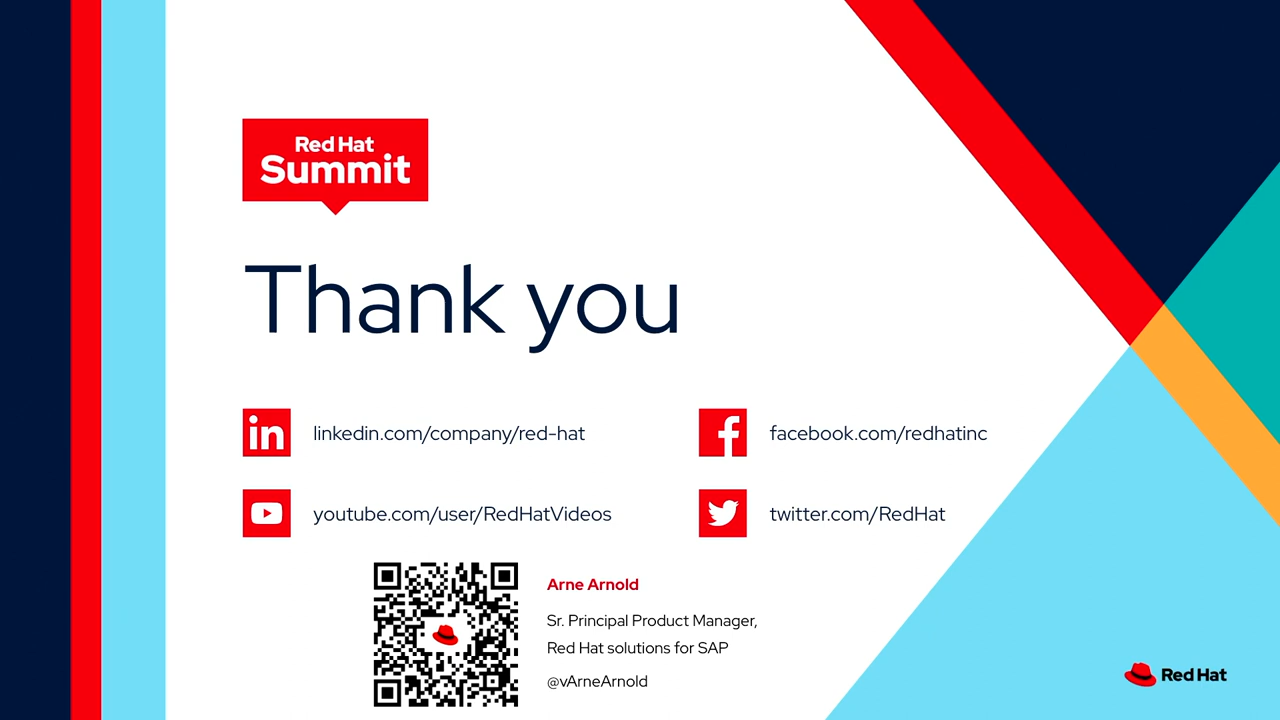 Red Hat
Summit
Thank you
linkedin.com/company/red-hat
facebook.com/redhatinc
youtube.com/user/RedHatVideos
twitter.com/RedHat
Arne Arnold
Sr. Principal Product Manager,
Red Hat solutions for SAP
@vArneArnold
Red Hat